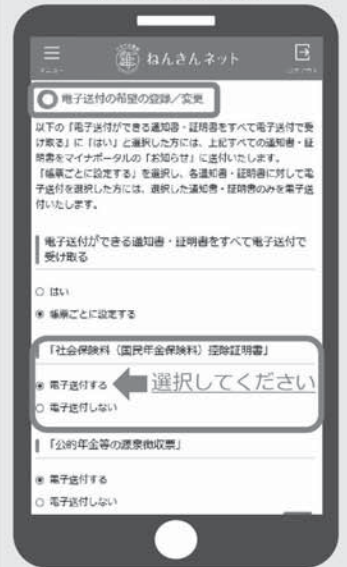 ねんきんネット
電子送付の希望の登録／変更
以下の「電子送付ができる通知書・証明書をすべて電子送付で受
け取る」に「はい」と選択した方には、上記すべての通知書・証
明書をマイナポータルの「お知らせ」に送付いたします。
「帳票ごとに設定する」を選択し、各通知書・証明書に対して電
子送付を選択した方には、選択した通知書・証明書のみを電子送
付いたします。
電子送付ができる通知書・証明書をすべて電子送付で
受け取る
はい
帳票ごとに設定する
「社会保険料（国民年金保険料）控除証明書」
電子送付する
選択してください
電子送付しない
「公的年金等の源泉徴収票」
電子送付する
電子送付しない